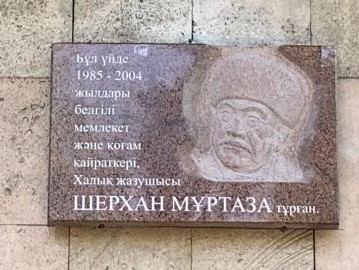 Бұл үйде
1985 - 2004
жылдары
белгілі
мемлекет
және қоғам
қайраткері,
Халық жазушысы
ШЕРХАН МҰРТАЗА тұрған.